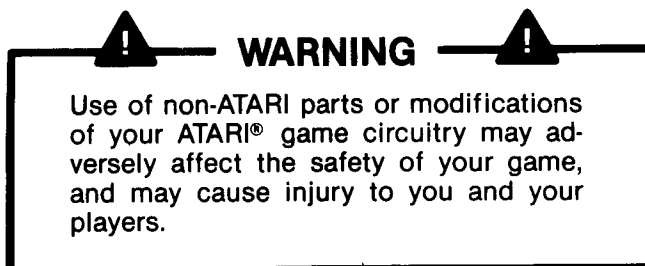 WARNING
Use of non-ATARI parts or modifications
of your ATARI® game circuitry may ad-
versely affect the safety of your game,
and may cause injury to you and your
players.